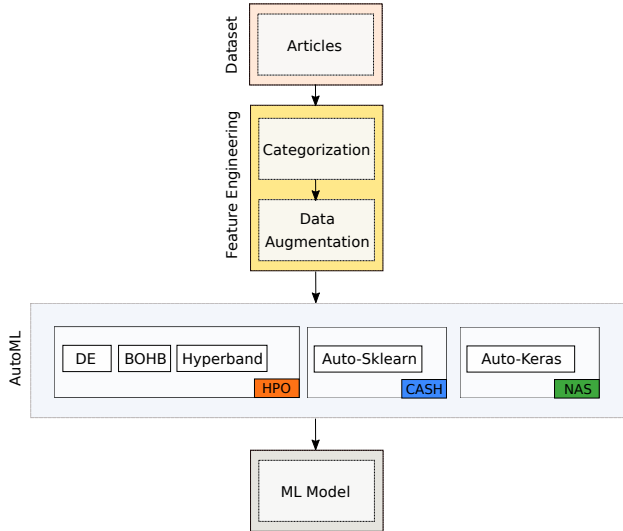 Dataset
Articles
Feature Engineering
Categorization
Data
Augmentation
AutoML
DE
BOHB
Hyperband
HPO
Auto-Sklearn
CASH
Auto-Keras
NAS
ML Model